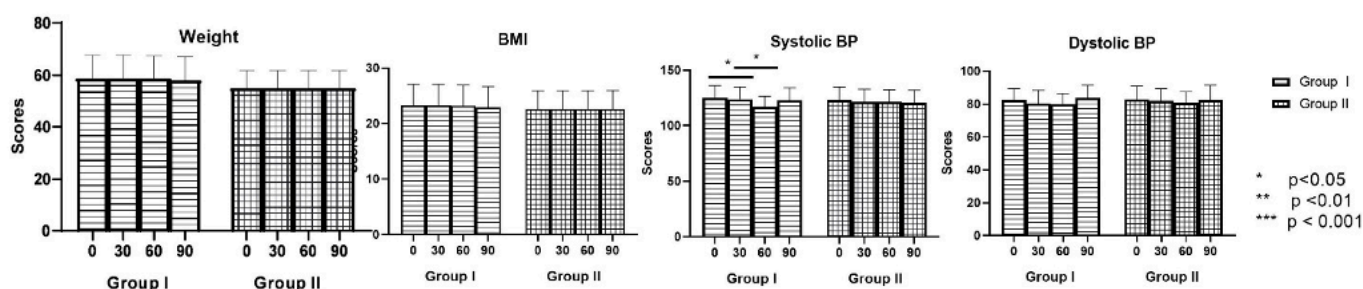 Weight
Scores
80
60
40
20
0
0 30 60 90 0 30 60 90
Group I Group II
BMI
30
20
10
0
0 30 60 90 0 30 60 90
Group I Group II
Systolic BP
Scores
150
100
50
0
* *
0 30 60 90 0 30 60 90
Group I Group II
Dystolic BP
Scores
100
80
60
40
20
0
0 30 60 90 0 30 60 90
Group I Group II
Group I
Group II
* p<0.05
** p <0.01
*** p < 0.001